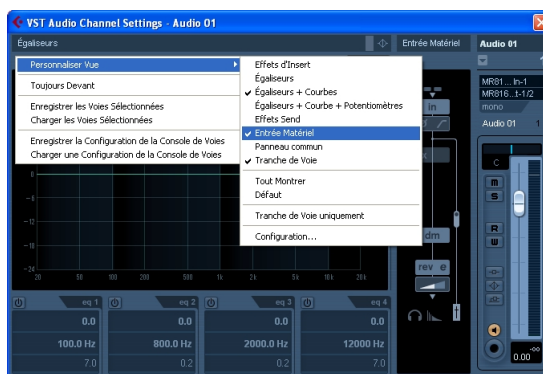 VST Audio Channel Settings - Audio 01
Égaliseurs
Entrée Matériel
Audio 01
Personnaliser Vue
Toujours Devant
Enregistrer les Voies Sélectionnées
Charger les Voies Sélectionnées
Enregistrer la Configuration de la Console de Voies
Charger une Configuration de la Console de Voies
Effets d'Insert
Égaliseurs
Égaliseurs + Courbes
Égaliseurs + Courbe + Potentiomètres
Effets Send
Entrée Matériel
Panneau commun
Tranche de Voie
Tout Montrer
Défaut
Tranche de Voie uniquement
Configuration...
MR81... In-1
MR816...t-1/2
mono
Audio 01 1
in
C
m
S
R
W
dm
rev e
0
-6
-12
-18
-24
20 50 100 200 500 1k 2k 5k 10k 20k
eq 1 eq 2 eq 3 eq 4
0.0 0.0 0.0 0.0
100.0 Hz 800.0 Hz 2000.0 Hz 12000 Hz
7.0 0.2 0.2 7.0
-oo
0.00